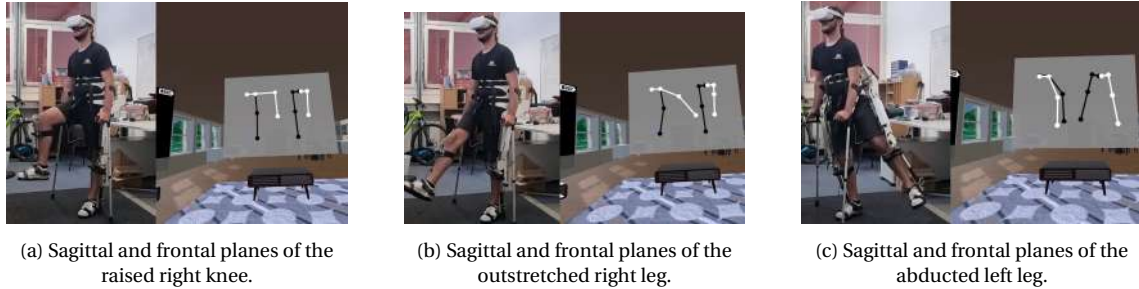 (a) Sagittal and frontal planes of the
raised right knee.
(b) Sagittal and frontal planes of the
outstretched right leg.
(c) Sagittal and frontal planes of the
abducted left leg.